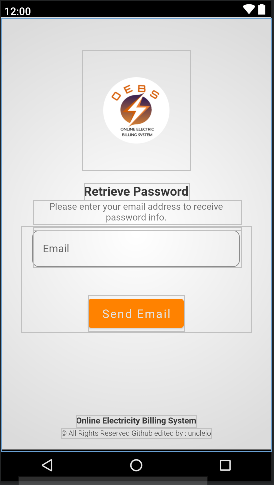 12:00
OEBS
ONLINE ELECTRIC
BILLING SYSTEM
Retrieve Password
Please enter your email address to receive
password info.
Email
Send Email
Online Electricity Billing System
© All Rights Reserved Github edited by : uncleio